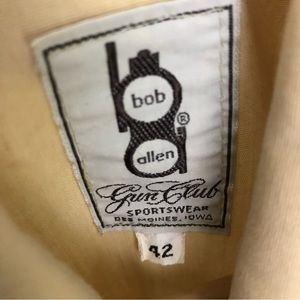 bob
®
allen
Gun Club
SPORTSWEAR
DES MOINES, IOWA
42